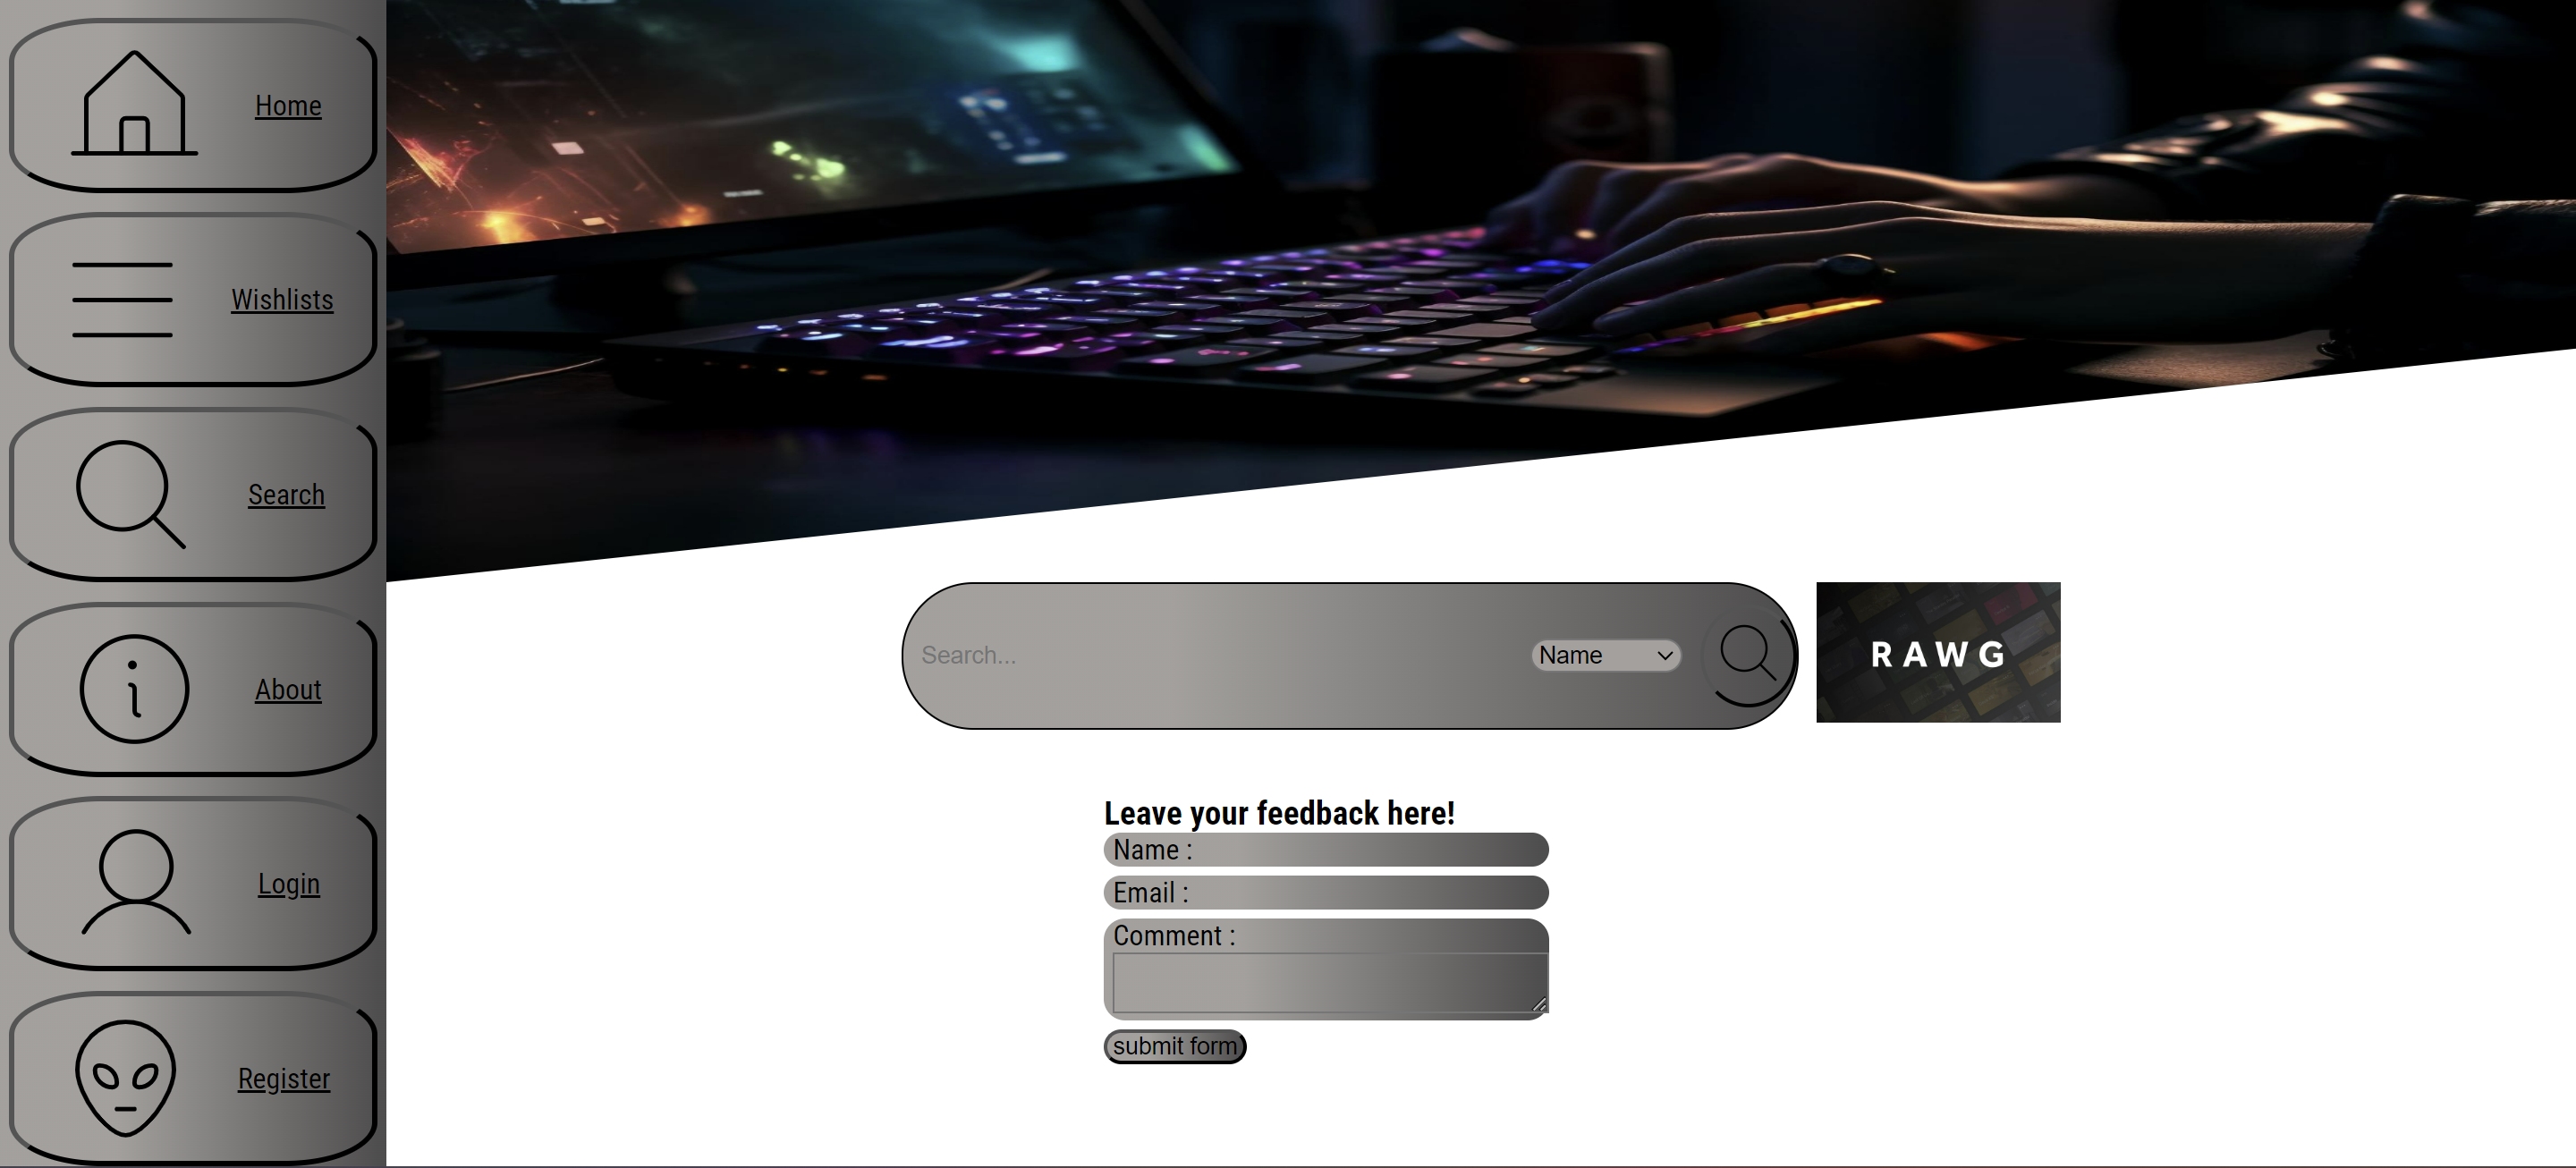 Home
Wishlists
Search
About
Login
Register
Search...
Name
RAWG
Leave your feedback here!
Name :
Email :
Comment :
submit form